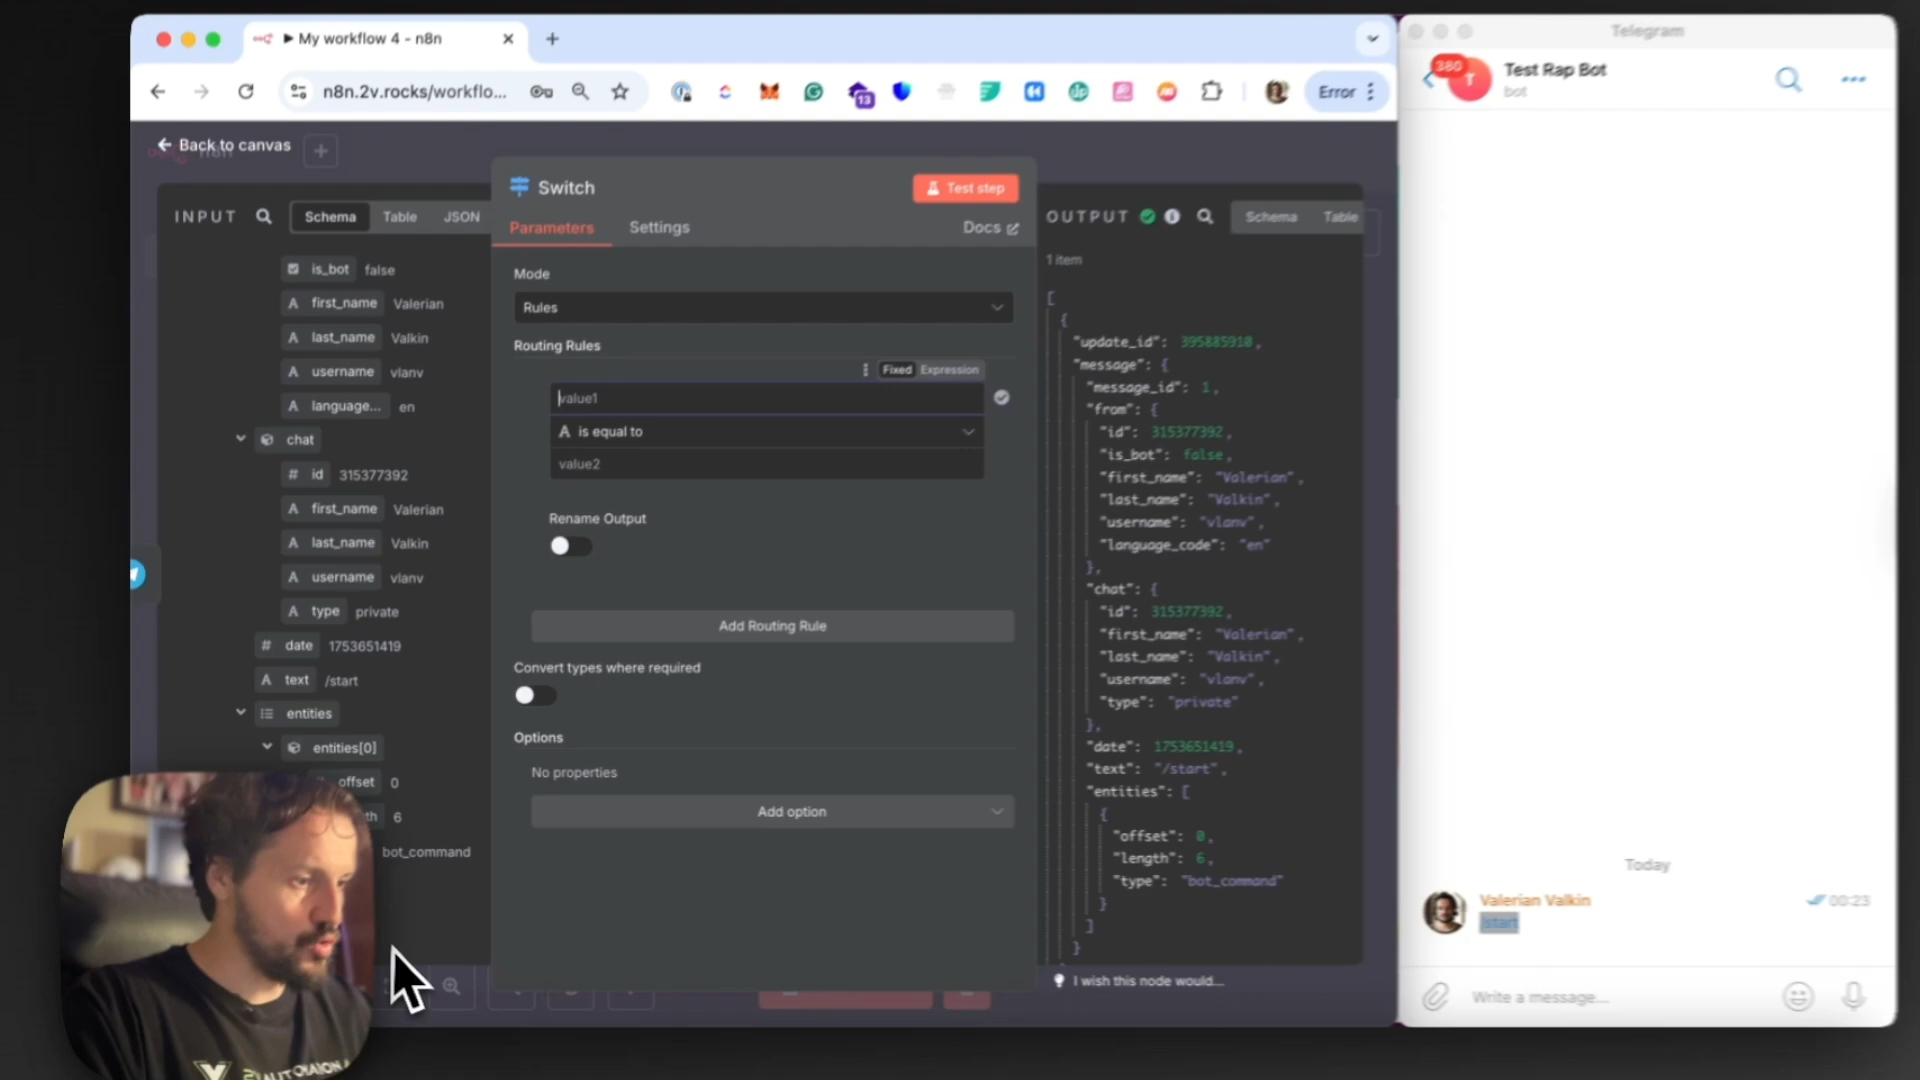 My workflow 4 - n8n
n8n.2v.rocks/workflo...
13
Error
Back to canvas
INPUT
Schema
Table
JSON
is_bot false
first_name Valerian
last_name Valkin
username vlanv
language... en
chat
id 315377392
first_name Valerian
last_name Valkin
username vlanv
type private
date 1753651419
text /start
entities
entities[0]
offset 0
th 6
bot_command
Switch
Test step
Parameters
Settings
Docs
Mode
Rules
Routing Rules
Fixed
Expression
value1
is equal to
value2
Rename Output
Add Routing Rule
Convert types where required
Options
No properties
Add option
OUTPUT
Schema
Table
1 item
[
{
"update_id": 395885910,
"message": {
"message_id": 1,
"from": {
"id": 315377392,
"is_bot": false,
"first_name": "Valerian",
"last_name": "Valkin",
"username": "vlanv",
"language_code": "en"
},
"chat": {
"id": 315377392,
"first_name": "Valerian",
"last_name": "Valkin",
"username": "vlanv",
"type": "private"
},
"date": 1753651419,
"text": "/start",
"entities": [
{
"offset": 0,
"length": 6,
"type": "bot_command"
}
]
}
I wish this node would...
Telegram
380
T
Test Rap Bot
bot
Today
Valerian Valkin
00:23
/start
Write a message...